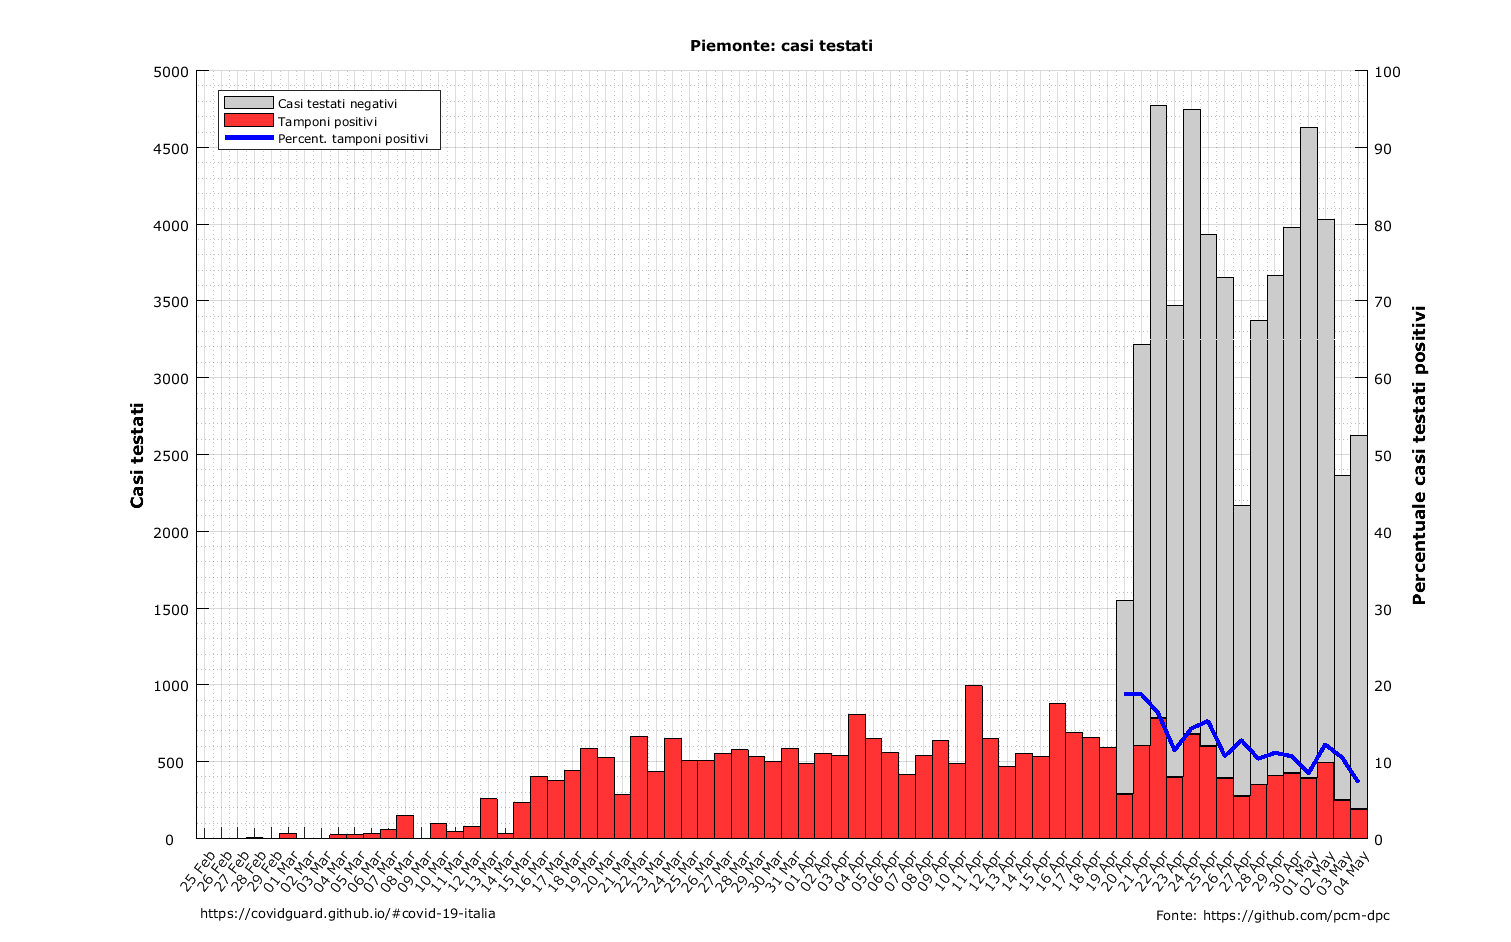 Piemonte: casi testati
Casi testati negativi
Tamponi positivi
Percent. tamponi positivi
5000
4500
4000
3500
3000
2500
2000
1500
1000
500
0
Casi testati
100
90
80
70
60
50
40
30
20
10
0
Percentuale casi testati positivi
25 Feb
26 Feb
27 Feb
28 Feb
29 Feb
01 Mar
02 Mar
03 Mar
04 Mar
05 Mar
06 Mar
07 Mar
08 Mar
09 Mar
10 Mar
11 Mar
12 Mar
13 Mar
14 Mar
15 Mar
16 Mar
17 Mar
18 Mar
19 Mar
20 Mar
21 Mar
22 Mar
23 Mar
24 Mar
25 Mar
26 Mar
27 Mar
28 Mar
29 Mar
30 Mar
31 Mar
01 Apr
02 Apr
03 Apr
04 Apr
05 Apr
06 Apr
07 Apr
08 Apr
09 Apr
10 Apr
11 Apr
12 Apr
13 Apr
14 Apr
15 Apr
16 Apr
17 Apr
18 Apr
19 Apr
20 Apr
21 Apr
22 Apr
23 Apr
24 Apr
25 Apr
26 Apr
27 Apr
28 Apr
29 Apr
30 Apr
01 May
02 May
03 May
04 May
https://covidguard.github.io/#covid-19-italia
Fonte: https://github.com/pcm-dpc